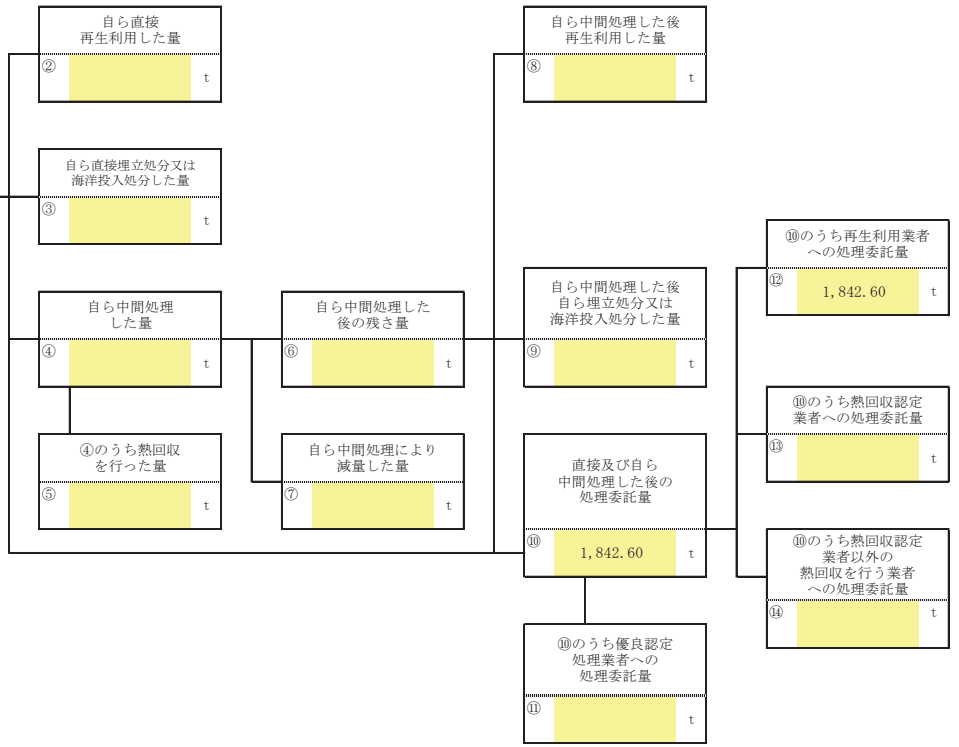 自ら直接
再生利用した量
②
t
自ら直接埋立処分又は
海洋投入処分した量
③
t
自ら中間処理
した量
④
t
④のうち熱回収
を行った量
⑤
t
自ら中間処理した
後の残さ量
⑥
t
自ら中間処理により
減量した量
⑦
t
自ら中間処理した後
再生利用した量
⑧
t
自ら中間処理した後
自ら埋立処分又は
海洋投入処分した量
⑨
t
直接及び自ら
中間処理した後の
処理委託量
⑩ 1,842.60 t
⑩のうち優良認定
処理業者への
処理委託量
⑪
t
⑩のうち再生利用業者
への処理委託量
⑫ 1,842.60 t
⑩のうち熱回収認定
業者への処理委託量
⑬
t
⑩のうち熱回収認定
業者以外の
熱回収を行う業者
への処理委託量
⑭
t